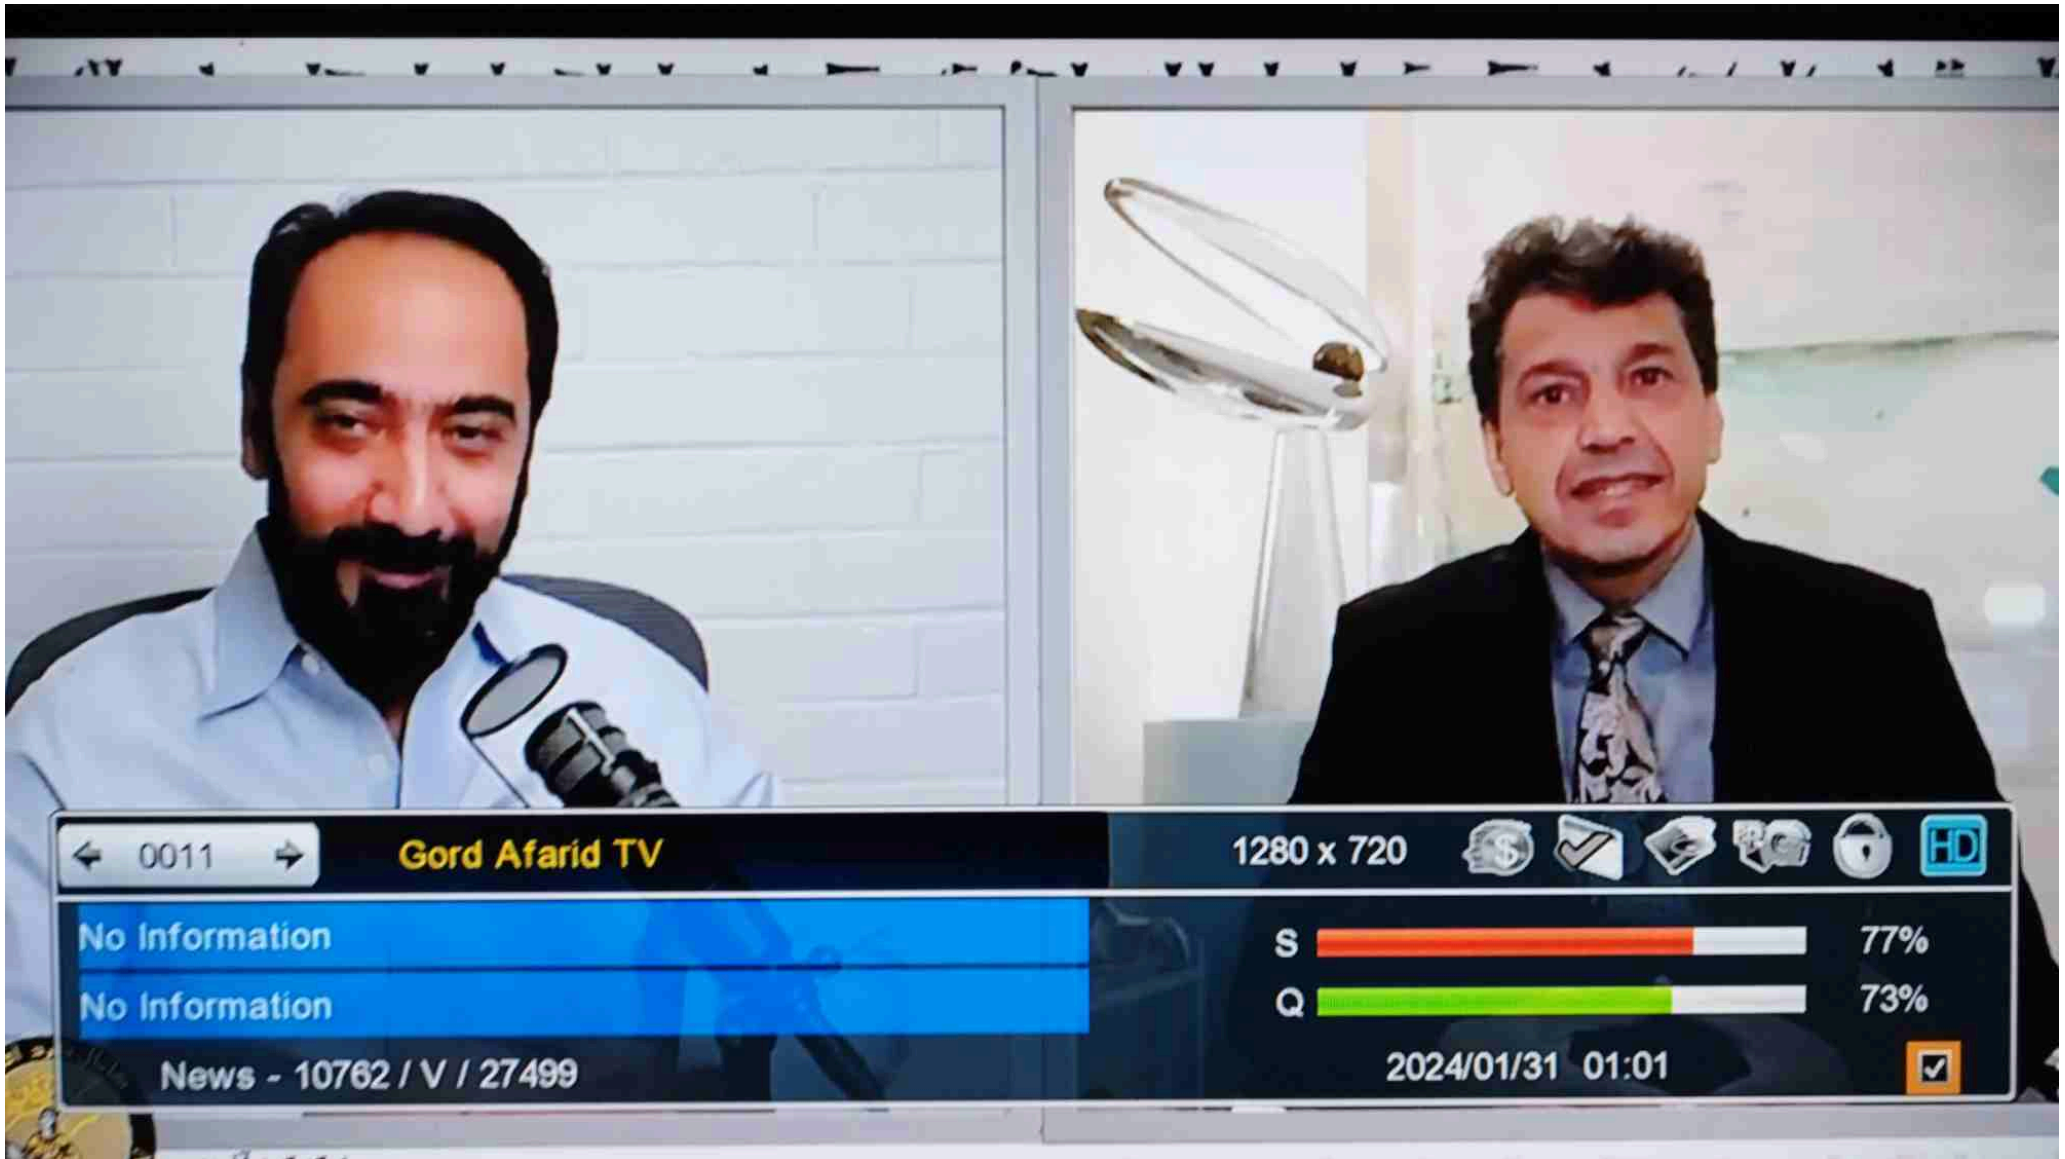 0011
Gord Afarid TV
1280 x 720
HD
No Information
S 77%
No Information
Q 73%
News - 10762 / V / 27499
2024/01/31 01:01